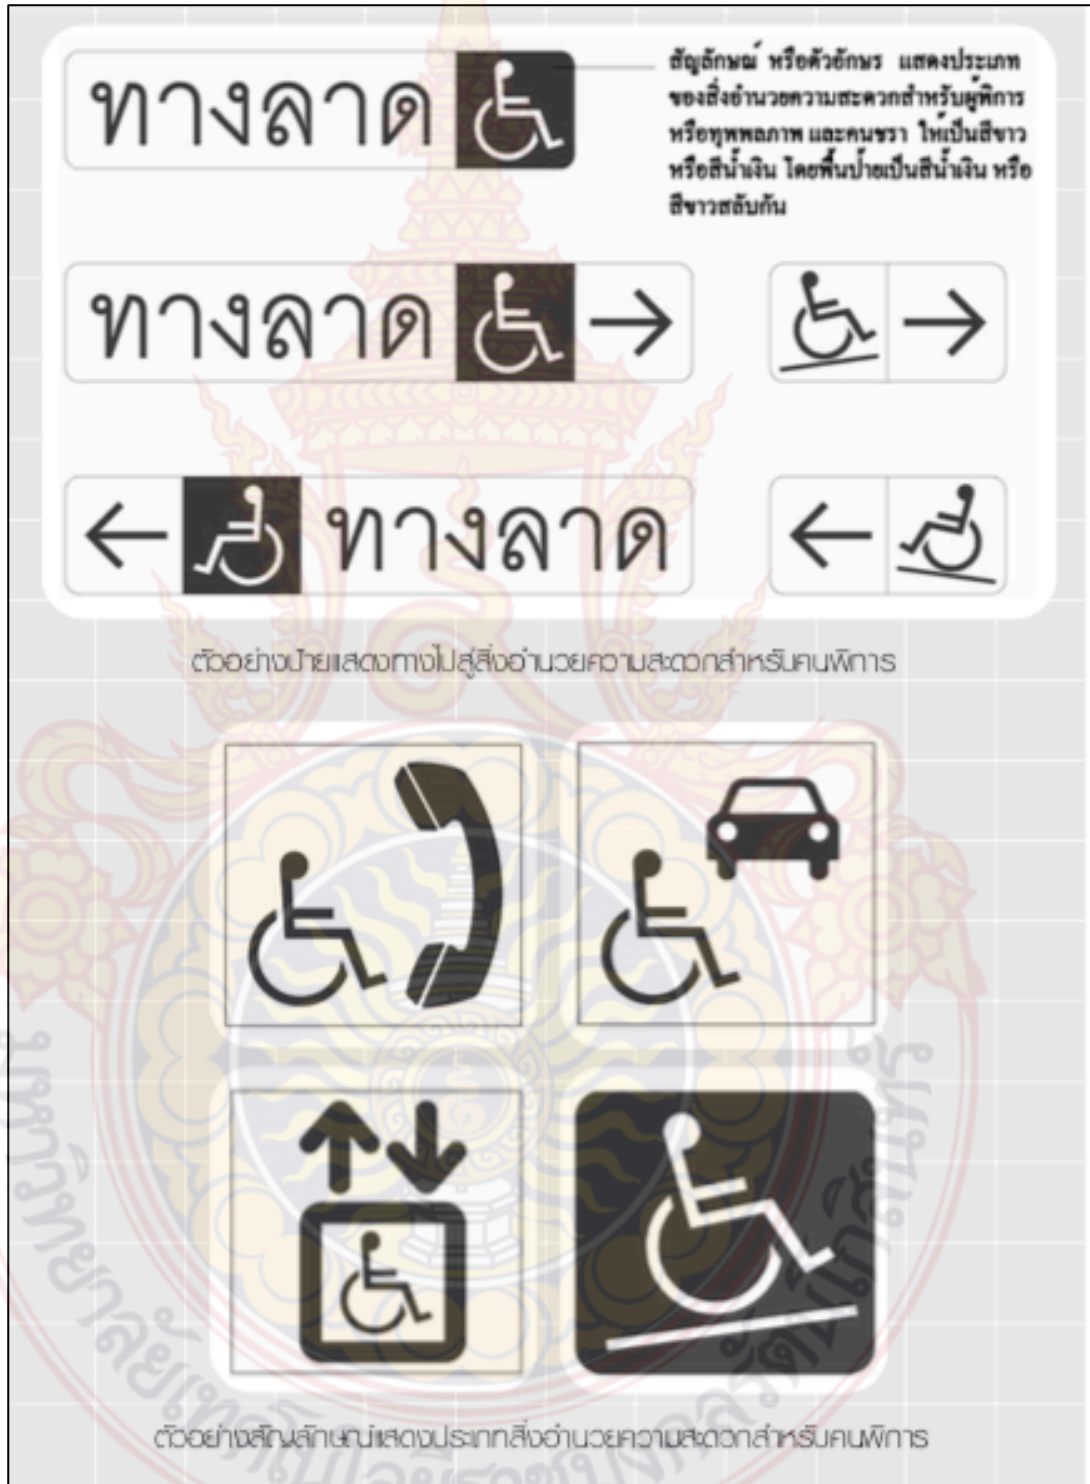 ทางลาด
สัญลักษณ์ หรือตัวอักษร แสดงประเภท
ของสิ่งอำนวยความสะดวกสำหรับผู้พิการ
หรือทุพพลภาพ และคนชรา ให้เป็นสีขาว
หรือสีน้ำเงิน โดยพื้นป้ายเป็นสีน้ำเงิน หรือ
สีขาวสลับกัน
ทางลาด
ทางลาด
ตัวอย่างป้ายแสดงทางไปสู่สิ่งอำนวยความสะดวกสำหรับคนพิการ
ตัวอย่างสัญลักษณ์แสดงประเภทสิ่งอำนวยความสะดวกสำหรับคนพิการ